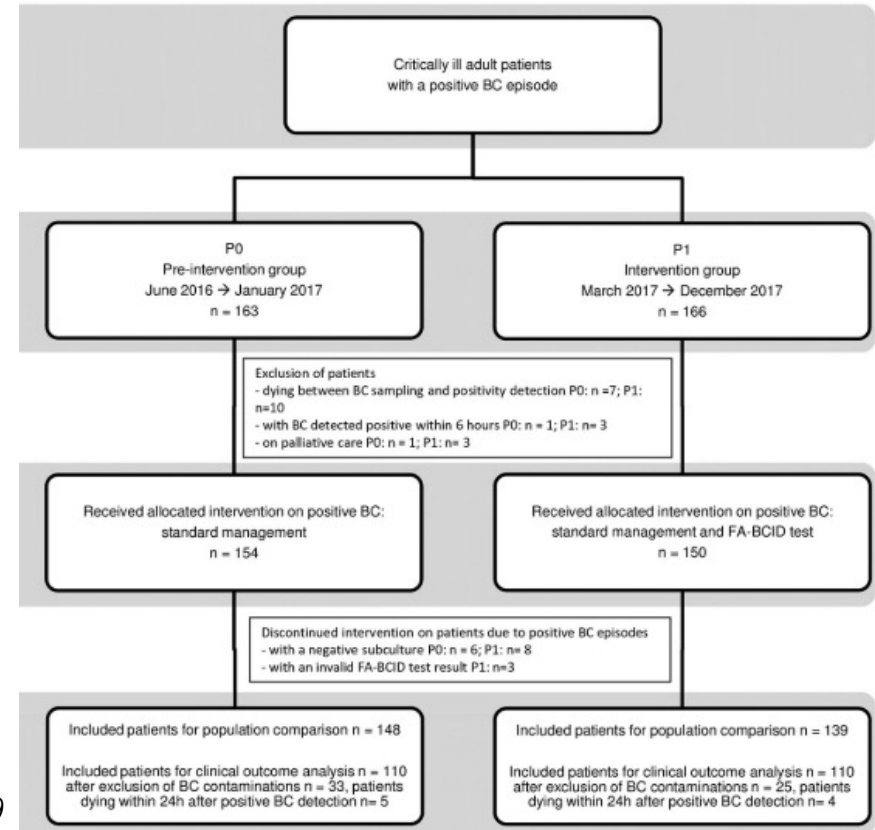 Critically ill adult patients
with a positive BC episode
P0
Pre-intervention group
June 2016 → January 2017
n = 163
P1
Intervention group
March 2017 → December 2017
n = 166
Exclusion of patients
- dying between BC sampling and positivity detection P0: n =7; P1:
n=10
- with BC detected positive within 6 hours P0: n = 1; P1: n= 3
- on palliative care P0: n = 1; P1: n= 3
Received allocated intervention on positive BC:
standard management
n = 154
Received allocated intervention on positive BC:
standard management and FA-BCID test
n = 150
Discontinued intervention on patients due to positive BC episodes
- with a negative subculture P0: n = 6; P1: n= 8
- with an invalid FA-BCID test result P1: n=3
Included patients for population comparison n = 148
Included patients for clinical outcome analysis n = 110
after exclusion of BC contaminations n = 33, patients
dying within 24h after positive BC detection n= 5
Included patients for population comparison n = 139
Included patients for clinical outcome analysis n = 110
after exclusion of BC contaminations n = 25, patients
dying within 24h after positive BC detection n= 4